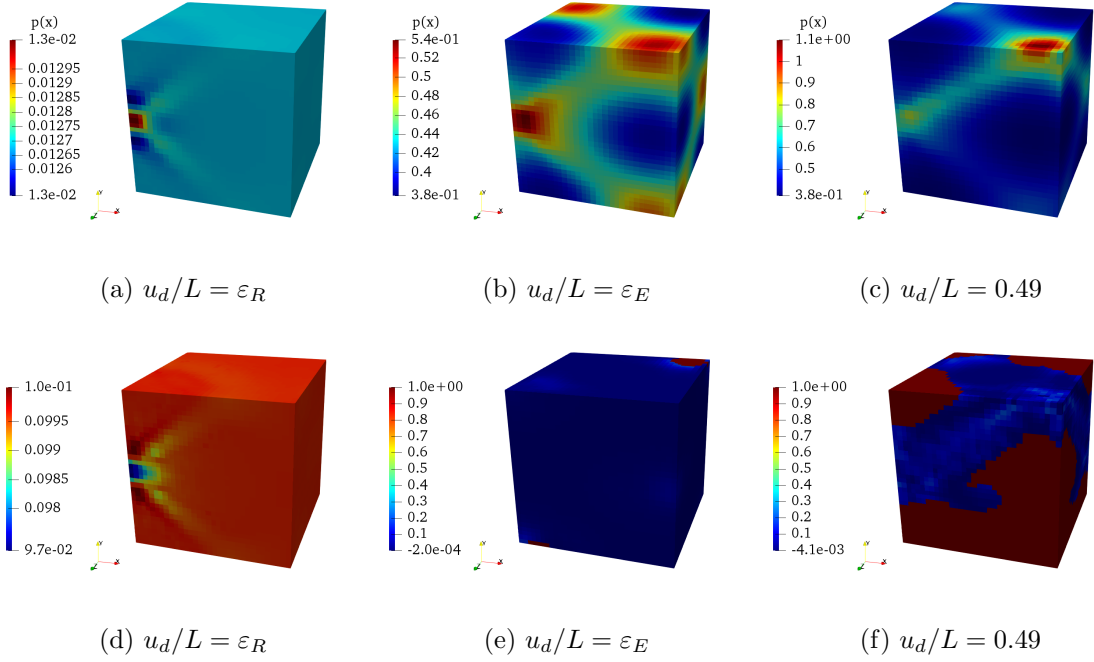 p(x)
1.3e-02
0.01295
0.0129
0.01285
0.0128
0.01275
0.0127
0.01265
0.0126
1.3e-02
Y
Z
X
p(x)
5.4e-01
0.52
0.5
0.48
0.46
0.44
0.42
0.4
3.8e-01
Y
Z
X
p(x)
1.1e+00
1
0.9
0.8
0.7
0.6
0.5
3.8e-01
Y
Z
X
(a) u_d/L = ε_R
(b) u_d/L = ε_E
(c) u_d/L = 0.49
1.0e-01
0.0995
0.099
0.0985
0.098
9.7e-02
Y
Z
X
1.0e+00
0.9
0.8
0.7
0.6
0.5
0.4
0.3
0.2
0.1
-2.0e-04
Y
Z
X
1.0e+00
0.9
0.8
0.7
0.6
0.5
0.4
0.3
0.2
0.1
-4.1e-03
Y
Z
X
(d) u_d/L = ε_R
(e) u_d/L = ε_E
(f) u_d/L = 0.49